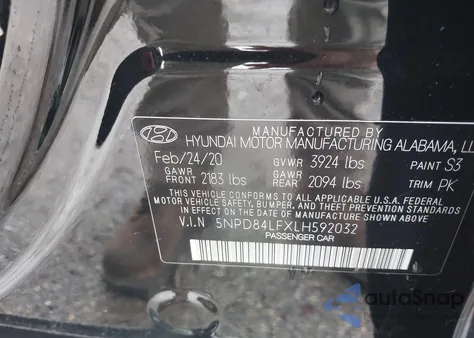 MANUFACTURED BY
HYUNDAI MOTOR MANUFACTURING ALABAMA, LL
Feb/24/20 GVWR 3924 lbs PAINT S3
GAWR FRONT 2183 lbs GAWR REAR 2094 lbs TRIM PK
THIS VEHICLE CONFORMS TO ALL APPLICABLE U.S.A. FEDERAL
MOTOR VEHICLE SAFETY, BUMPER, AND THEFT PREVENTION STANDARDS
IN EFFECT ON THE DATE OF MANUFACTURE SHOWN ABOVE
V.I.N 5NPD84LFXLH592032
PASSENGER CAR
autoSnap